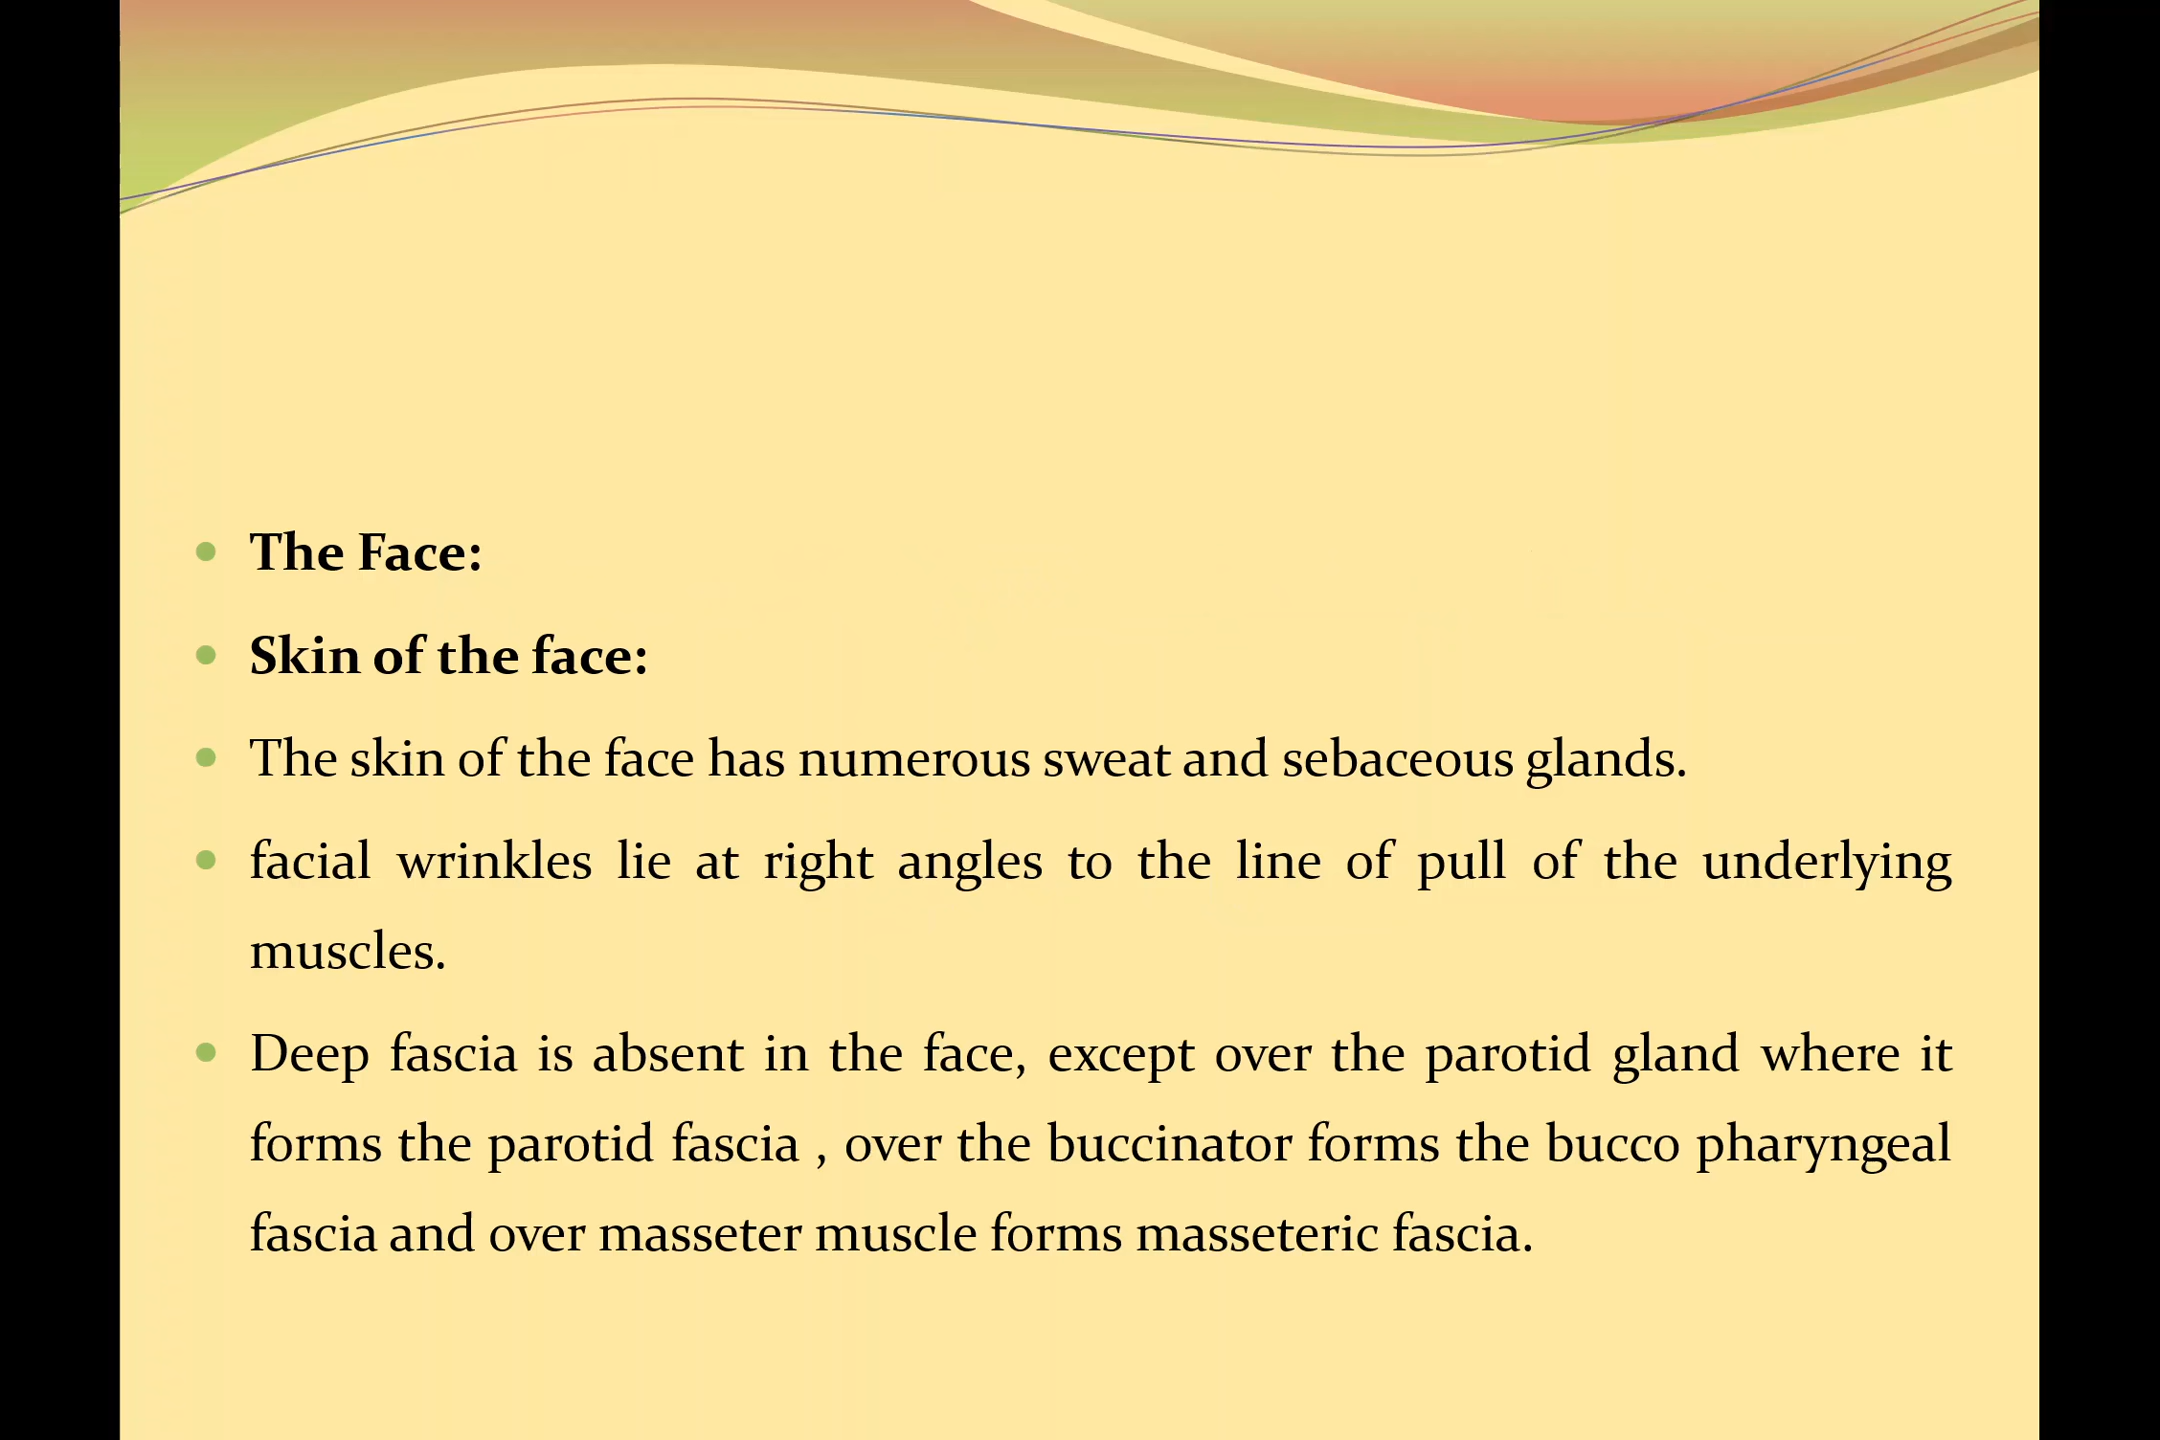 The Face:
Skin of the face:
The skin of the face has numerous sweat and sebaceous glands.
facial wrinkles lie at right angles to the line of pull of the underlying
muscles.
Deep fascia is absent in the face, except over the parotid gland where it
forms the parotid fascia , over the buccinator forms the bucco pharyngeal
fascia and over masseter muscle forms masseteric fascia.